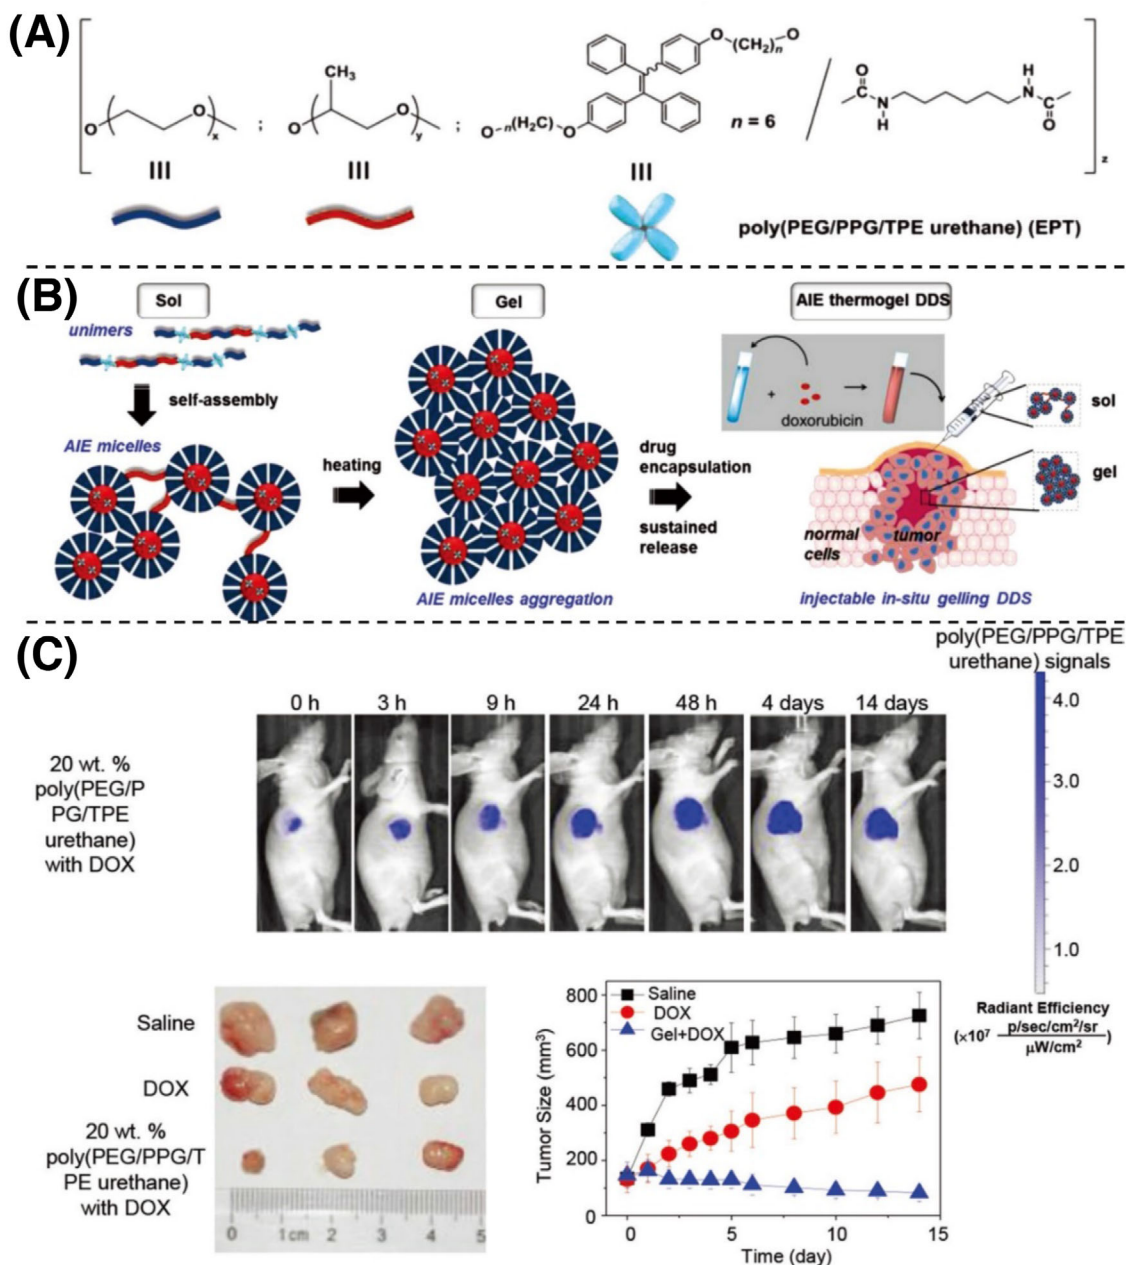 (A)
CH₃
O
O
x
;
O
O
y
;
O
(CH₂)n
O
O
n(H₂C)
O
n = 6
O
N
H
H
N
O
z
poly(PEG/PPG/TPE urethane) (EPT)
(B)
Sol
unimers
self-assembly
AIE micelles
heating
Gel
AIE micelles aggregation
drug
encapsulation
sustained
release
AIE thermogel DDS
+
doxorubicin
sol
gel
normal
cells
tumor
injectable in-situ gelling DDS
(C)
poly(PEG/PPG/TPE
urethane) signals
0 h 3 h 9 h 24 h 48 h 4 days 14 days
20 wt. %
poly(PEG/P
PG/TPE
urethane)
with DOX
4.0
3.0
2.0
1.0
Radiant Efficiency
(×10⁷ p/sec/cm²/sr
μW/cm² )
Saline
DOX
20 wt. %
poly(PEG/PPG/T
PE urethane)
with DOX
0 1cm 2 3 4 5
Saline
DOX
Gel+DOX
Tumor Size (mm³)
800
600
400
200
0
0 5 10 15
Time (day)